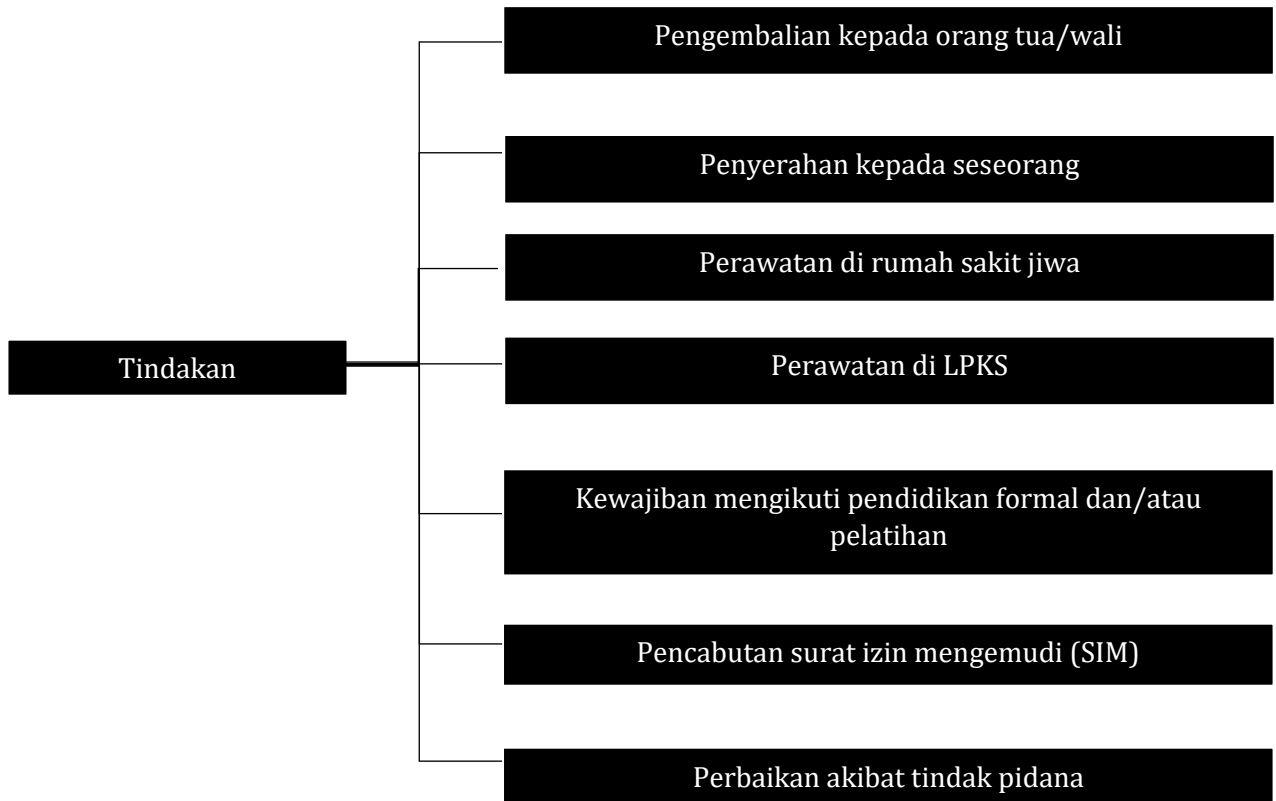 Pengembalian kepada orang tua/wali
Penyerahan kepada seseorang
Perawatan di rumah sakit jiwa
Tindakan
Perawatan di LPKS
Kewajiban mengikuti pendidikan formal dan/atau
pelatihan
Pencabutan surat izin mengemudi (SIM)
Perbaikan akibat tindak pidana